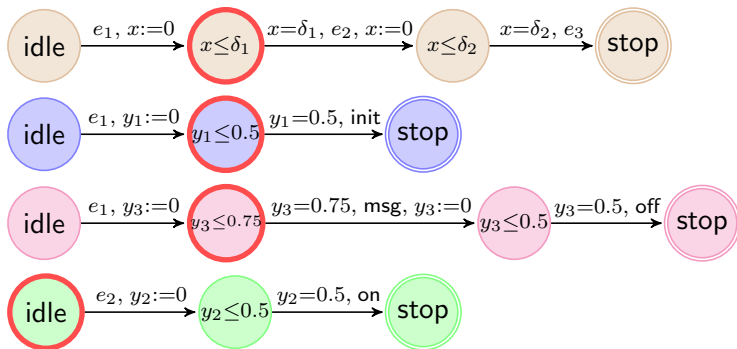 idle e₁, x:=0 x≤δ₁ x=δ₁, e₂, x:=0 x≤δ₂ x=δ₂, e₃ stop
idle e₁, y₁:=0 y₁≤0.5 y₁=0.5, init stop
idle e₁, y₃:=0 y₃≤0.75 y₃=0.75, msg, y₃:=0 y₃≤0.5 y₃=0.5, off stop
idle e₂, y₂:=0 y₂≤0.5 y₂=0.5, on stop